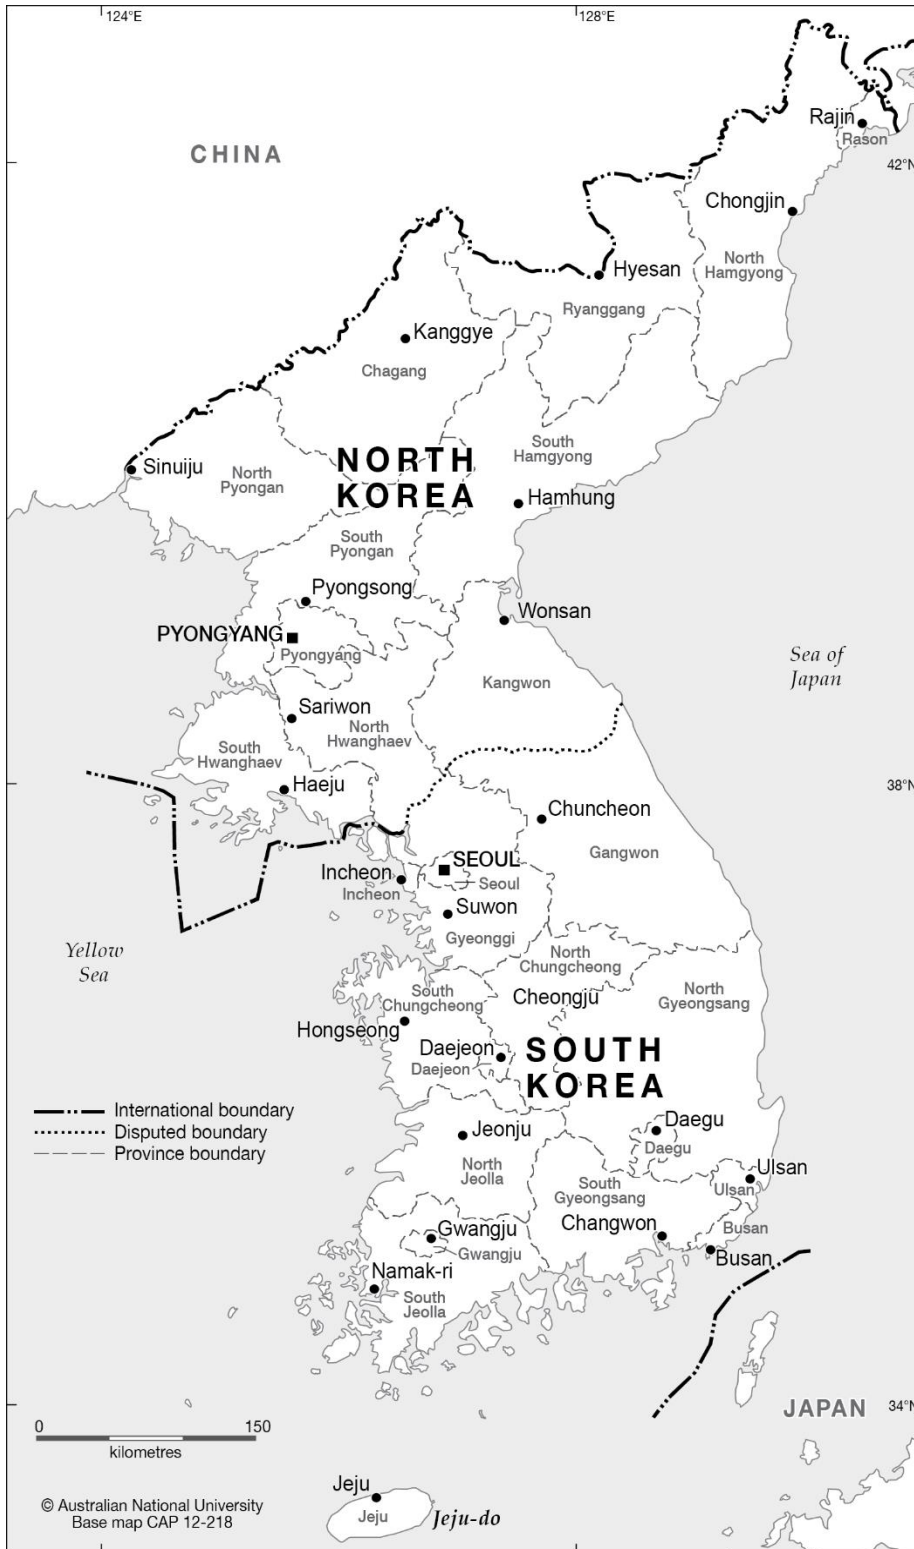 124°E
128°E
CHINA
Rajin
Rason
42°N
Chongjin
North
Hamgyong
Hyesan
Ryanggang
Kanggye
Chagang
NORTH
KOREA
South
Hamgyong
Sinuiju
North
Pyongan
Hamhung
South
Pyongan
Pyongsong
Wonsan
PYONGYANG
Pyongyang
Sea of
Japan
Kangwon
Sariwon
North
Hwanghaev
South
Hwanghaev
Haeju
38°N
Chuncheon
Gangwon
SEOUL
Seoul
Incheon
Incheon
Suwon
Gyeonggi
Yellow
Sea
North
Chungcheong
Cheongju
South
Chungcheong
North
Gyeongsang
Hongseong
Daejeon
Daejeon
SOUTH
KOREA
International boundary
Disputed boundary
Province boundary
Jeonju
North
Jeolla
Daegu
Daegu
Ulsan
Ulsan
South
Gyeongsang
Changwon
Busan
Busan
Gwangju
Gwangju
Namak-ri
South
Jeolla
JAPAN
34°N
0 150
kilometres
Jeju
Jeju
Jeju-do
© Australian National University
Base map CAP 12-218